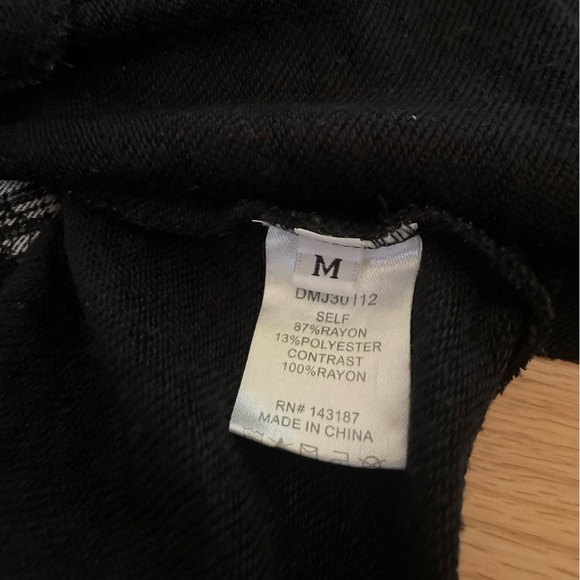 M
DMJ30112
SELF
87%RAYON
13%POLYESTER
CONTRAST
100%RAYON
RN# 143187
MADE IN CHINA